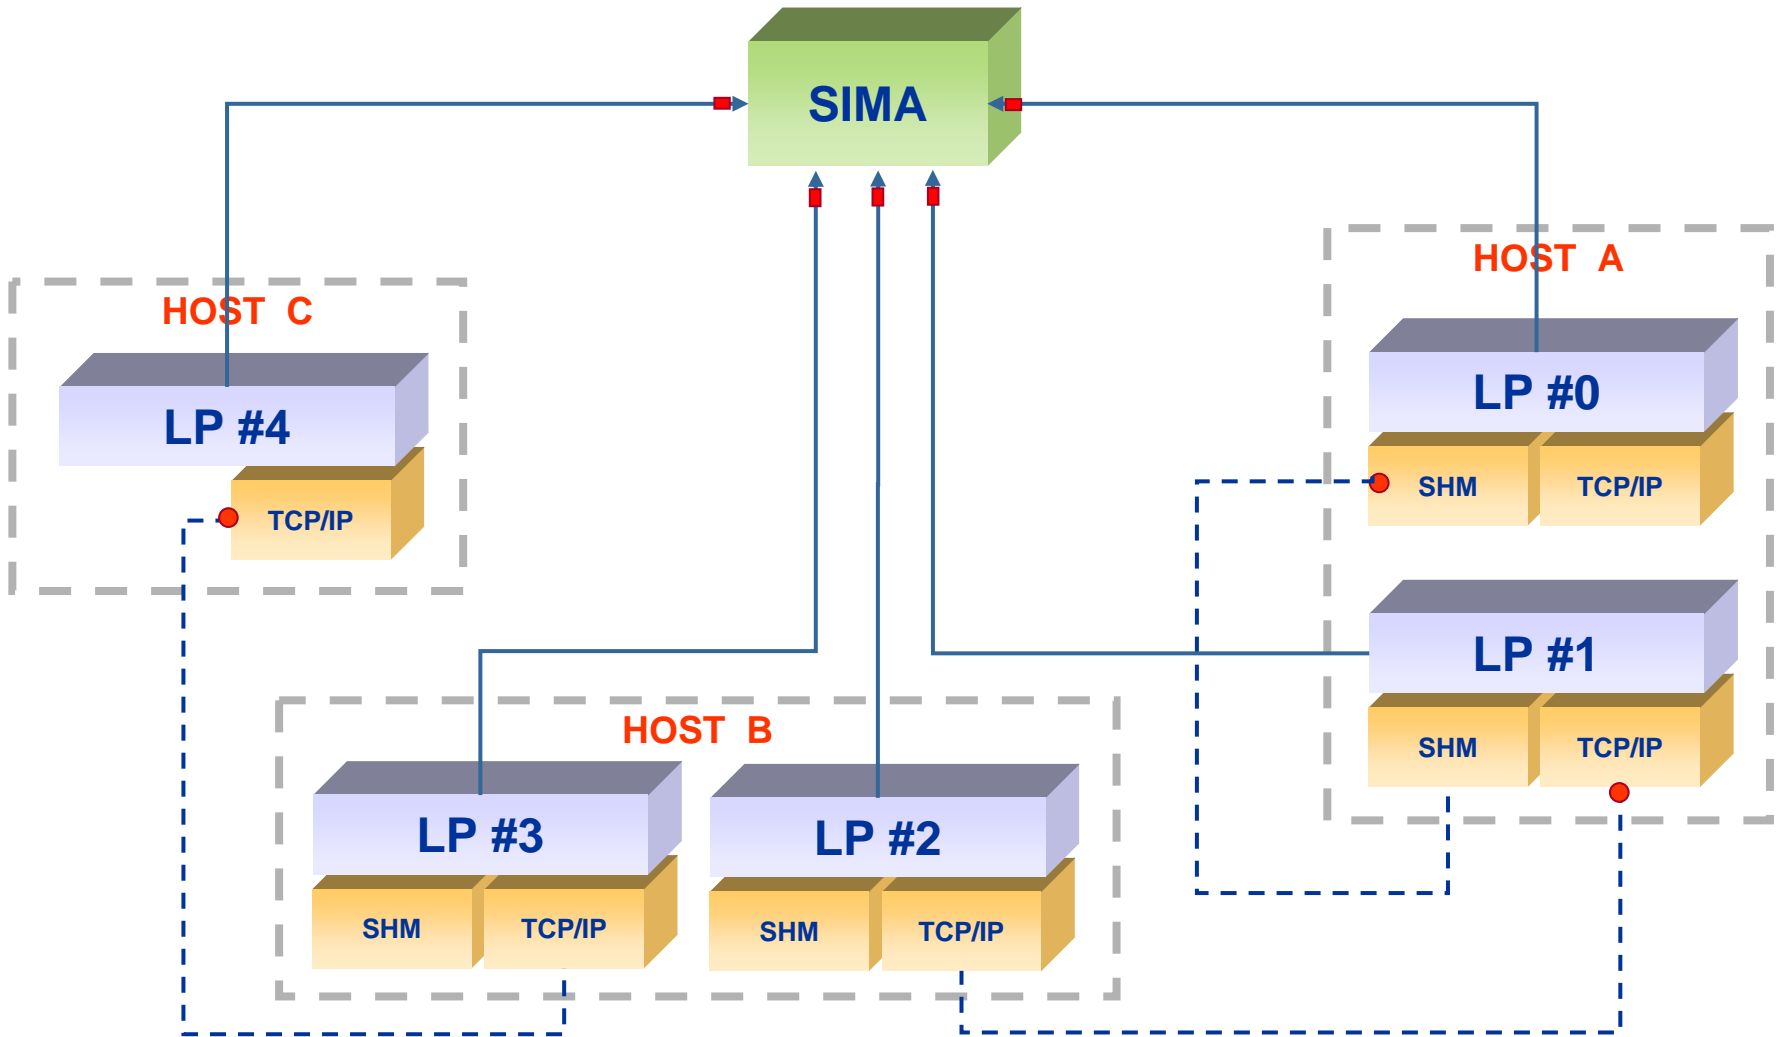 SIMA
HOST A
HOST C
LP #0
LP #4
SHM
TCP/IP
TCP/IP
LP #1
HOST B
SHM
TCP/IP
LP #3
LP #2
SHM
TCP/IP
SHM
TCP/IP